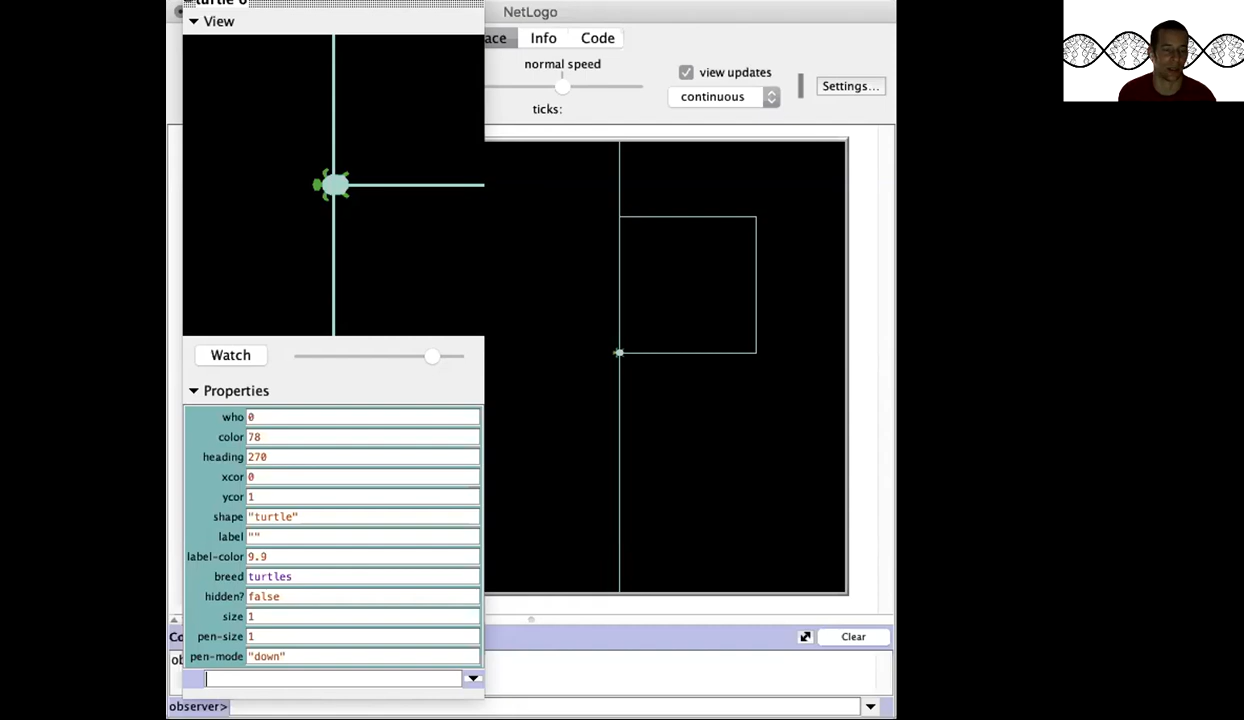 turtle 0
NetLogo
View
ace Info Code
normal speed
view updates
Settings...
continuous
ticks:
Watch
Properties
who 0
color 78
heading 270
xcor 0
ycor 1
shape "turtle"
label ""
label-color 9.9
breed turtles
hidden? false
size 1
pen-size 1
pen-mode "down"
Co
Clear
ob
observer>